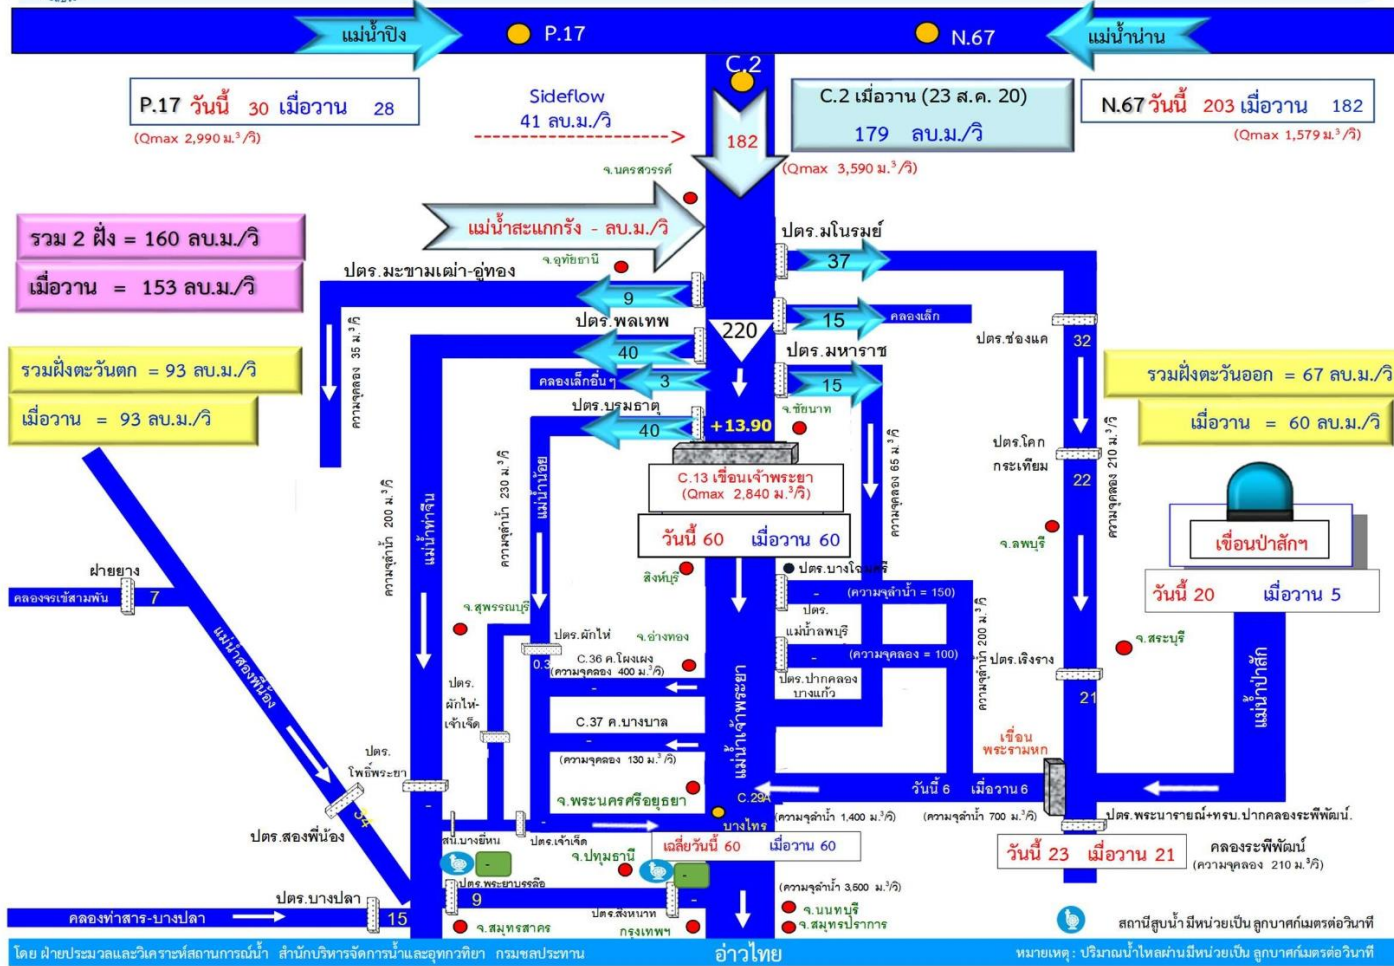 แม่น้ำปิง
P.17
N.67
แม่น้ำน่าน
C.2
P.17 วันนี้ 30 เมื่อวาน 28
(Qmax 2,990 ม.³/วิ)
Sideflow
41 ลบ.ม./วิ
182
C.2 เมื่อวาน (23 ส.ค. 20)
179 ลบ.ม./วิ
(Qmax 3,590 ม.³/วิ)
N.67 วันนี้ 203 เมื่อวาน 182
(Qmax 1,579 ม.³/วิ)
จ.นครสวรรค์
แม่น้ำสะแกกรัง - ลบ.ม./วิ
จ.อุทัยธานี
รวม 2 ฝั่ง = 160 ลบ.ม./วิ
เมื่อวาน = 153 ลบ.ม./วิ
ปตร.มโนรมย์
37
ปตร.มะขามเฒ่า-อู่ทอง
9
15
คลองเล็ก
ปตร.พลเทพ
40
220
ปตร.มหาราช
15
คลองเล็กอื่นๆ
3
ปตร.บรมธาตุ
40
+13.90
จ.ชัยนาท
ปตร.ช่องแค
32
รวมฝั่งตะวันตก = 93 ลบ.ม./วิ
เมื่อวาน = 93 ลบ.ม./วิ
รวมฝั่งตะวันออก = 67 ลบ.ม./วิ
เมื่อวาน = 60 ลบ.ม./วิ
ความจุคลอง 35 ม.³/วิ
ความจุลำน้ำ 200 ม.³/วิ
แม่น้ำท่าจีน
ความจุลำน้ำ 230 ม.³/วิ
แม่น้ำน้อย
C.13 เขื่อนเจ้าพระยา
(Qmax 2,840 ม.³/วิ)
วันนี้ 60 เมื่อวาน 60
ความจุคลอง 65 ม.³/วิ
ปตร.โคก
กระเทียม
22
ความจุคลอง 210 ม.³/วิ
จ.ลพบุรี
เขื่อนป่าสักฯ
วันนี้ 20 เมื่อวาน 5
สิงห์บุรี
ปตร.บางโฉมศรี
-
(ความจุลำน้ำ = 150)
ปตร.
แม่น้ำลพบุรี
-
(ความจุคลอง = 100)
ปตร.ปากคลอง
บางแก้ว
ความจุลำน้ำ 200 ม.³/วิ
ปตร.เริงราง
21
จ.สระบุรี
แม่น้ำป่าสัก
ฝายยาง
คลองจรเข้สามพัน
7
แม่น้ำสองพี่น้อง
จ.สุพรรณบุรี
ปตร.ผักไห่
0.3
จ.อ่างทอง
C.36 ค.โผงเผง
(ความจุคลอง 400 ม.³/วิ)
-
ปตร.
ผักไห่-
เจ้าเจ็ด
C.37 ค.บางบาล
-
(ความจุคลอง 130 ม.³/วิ)
แม่น้ำเจ้าพระยา
เขื่อน
พระรามหก
วันนี้ 6 เมื่อวาน 6
(ความจุลำน้ำ 1,400 ม.³/วิ)
(ความจุลำน้ำ 700 ม.³/วิ)
ปตร.
โพธิ์พระยา
-
34
ปตร.สองพี่น้อง
จ.พระนครศรีอยุธยา
C.29A
บางไทร
สน.บางยี่หน
ปตร.เจ้าเจ็ด
-
เฉลี่ยวันนี้ 60 เมื่อวาน 60
ปตร.พระนารายณ์+ทรบ.ปากคลองระพีพัฒน์.
วันนี้ 23 เมื่อวาน 21
คลองระพีพัฒน์
(ความจุคลอง 210 ม.³/วิ)
-
จ.ปทุมธานี
-
ปตร.พระยาบรรลือ
9
ปตร.สิงหนาท
-
(ความจุลำน้ำ 3,500 ม.³/วิ)
ปตร.บางปลา
คลองท่าสาร-บางปลา
15
จ.สมุทรสาคร
กรุงเทพฯ
จ.นนทบุรี
จ.สมุทรปราการ
สถานีสูบน้ำ มีหน่วยเป็น ลูกบาศก์เมตรต่อวินาที
โดย ฝ่ายประมวลและวิเคราะห์สถานการณ์น้ำ สำนักบริหารจัดการน้ำและอุทกวิทยา กรมชลประทาน
อ่าวไทย
หมายเหตุ : ปริมาณน้ำไหลผ่านมีหน่วยเป็น ลูกบาศก์เมตรต่อวินาที